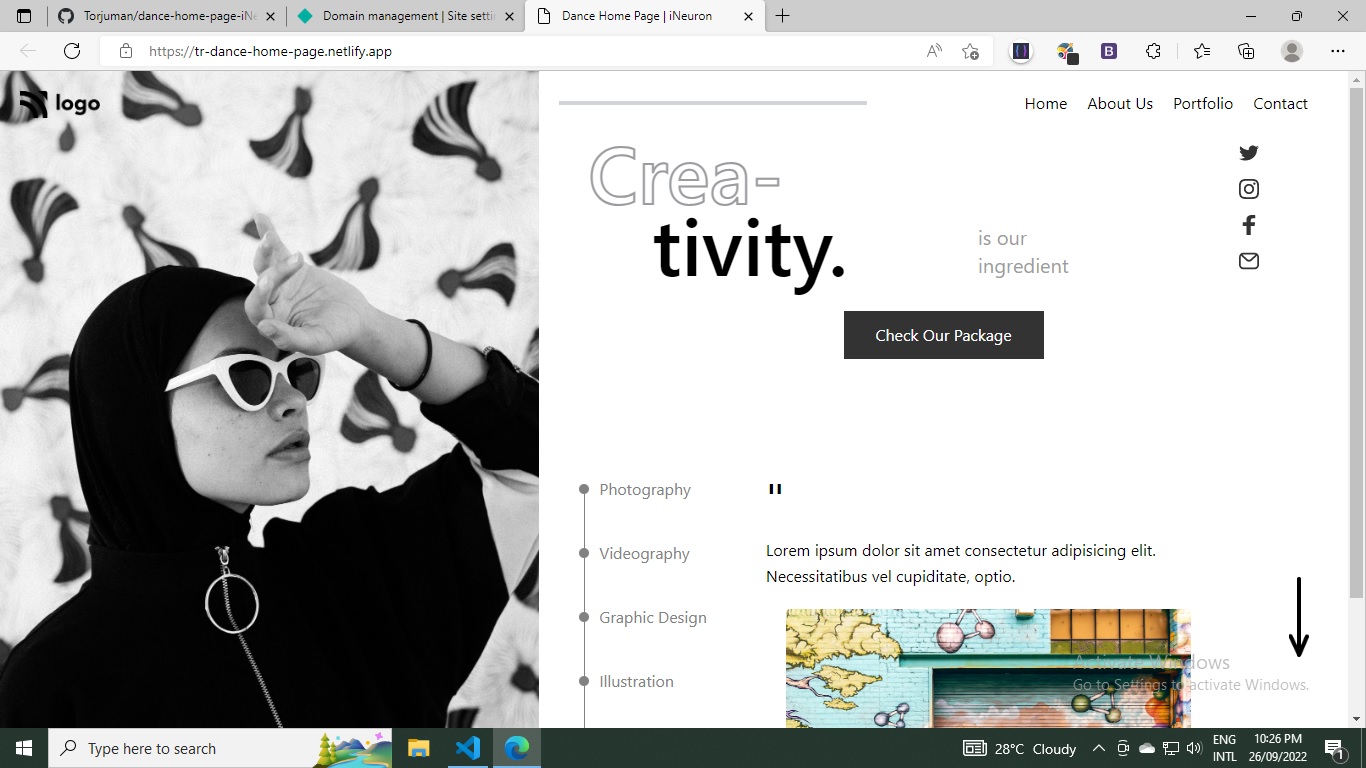 Torjuman/dance-home-page-iNe
Domain management | Site setti
Dance Home Page | iNeuron
https://tr-dance-home-page.netlify.app
logo
Home About Us Portfolio Contact
Crea-
tivity.
is our
ingredient
Check Our Package
Photography
"
Videography
Lorem ipsum dolor sit amet consectetur adipisicing elit.
Necessitatibus vel cupiditate, optio.
Graphic Design
Illustration
Activate Windows
Go to Settings to activate Windows.
Type here to search
28°C Cloudy
ENG
INTL
10:26 PM
26/09/2022
1